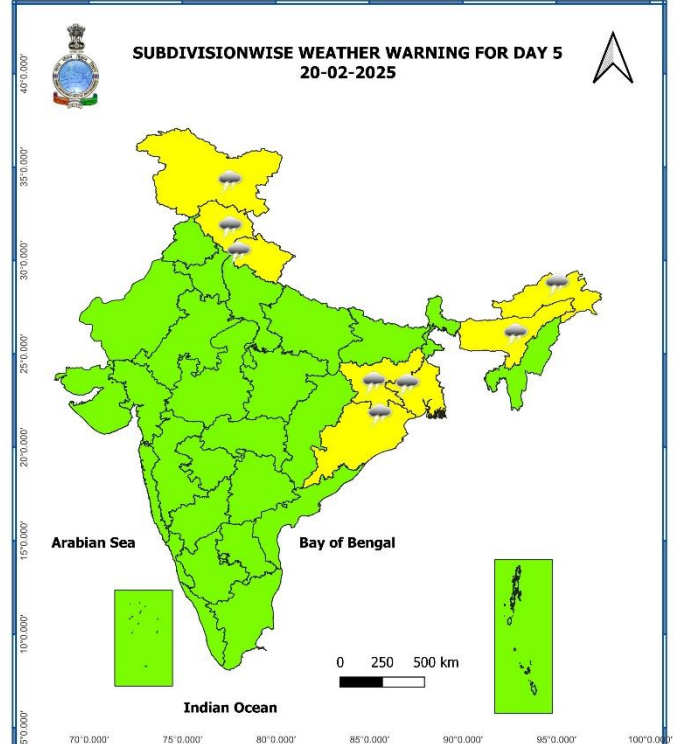 SUBDIVISIONWISE WEATHER WARNING FOR DAY 5
20-02-2025
40°0.000'
35°0.000'
30°0.000'
25°0.000'
20°0.000'
15°0.000'
10°0.000'
5°0.000'
Arabian Sea
Bay of Bengal
0 250 500 km
Indian Ocean
70°0.000' 75°0.000' 80°0.000' 85°0.000' 90°0.000' 95°0.000' 100°0.000'